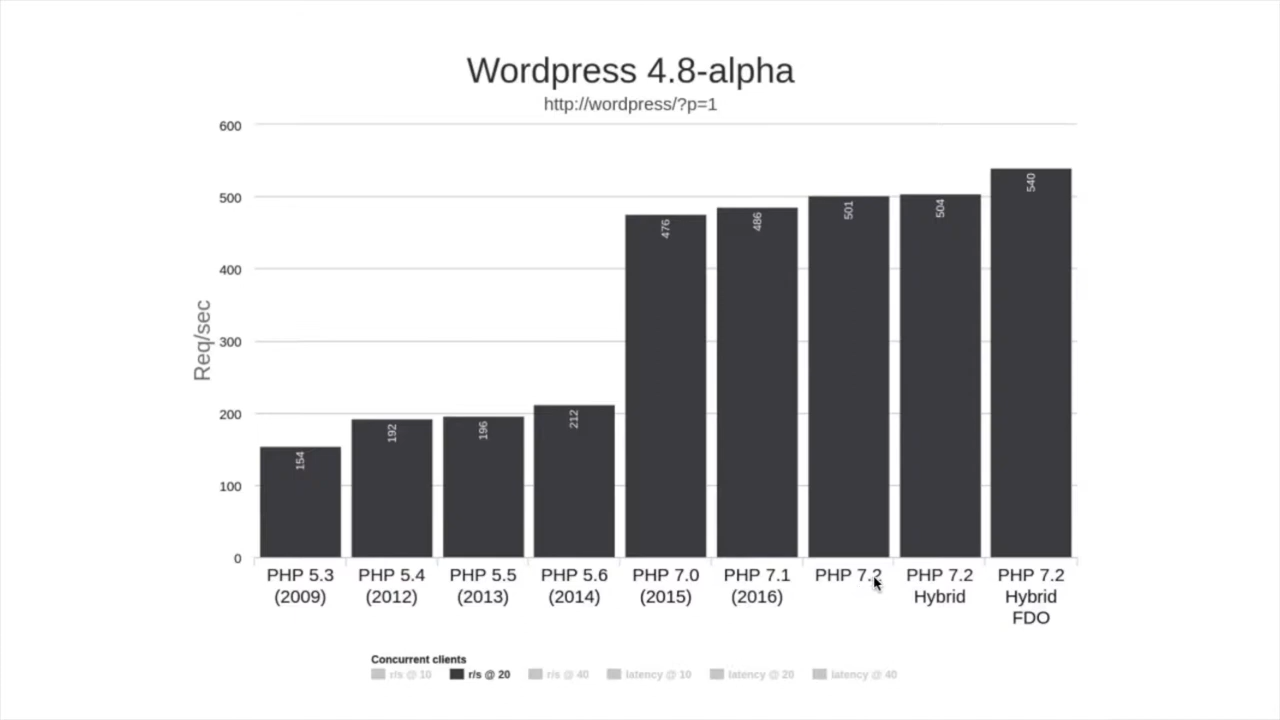 Wordpress 4.8-alpha
http://wordpress/?p=1
600
500
400
300
200
100
0
Req/sec
154
192
196
212
476
486
501
504
540
PHP 5.3
(2009)
PHP 5.4
(2012)
PHP 5.5
(2013)
PHP 5.6
(2014)
PHP 7.0
(2015)
PHP 7.1
(2016)
PHP 7.2
PHP 7.2
Hybrid
PHP 7.2
Hybrid
FDO
Concurrent clients
r/s @ 10 r/s @ 20 r/s @ 40 latency @ 10 latency @ 20 latency @ 40